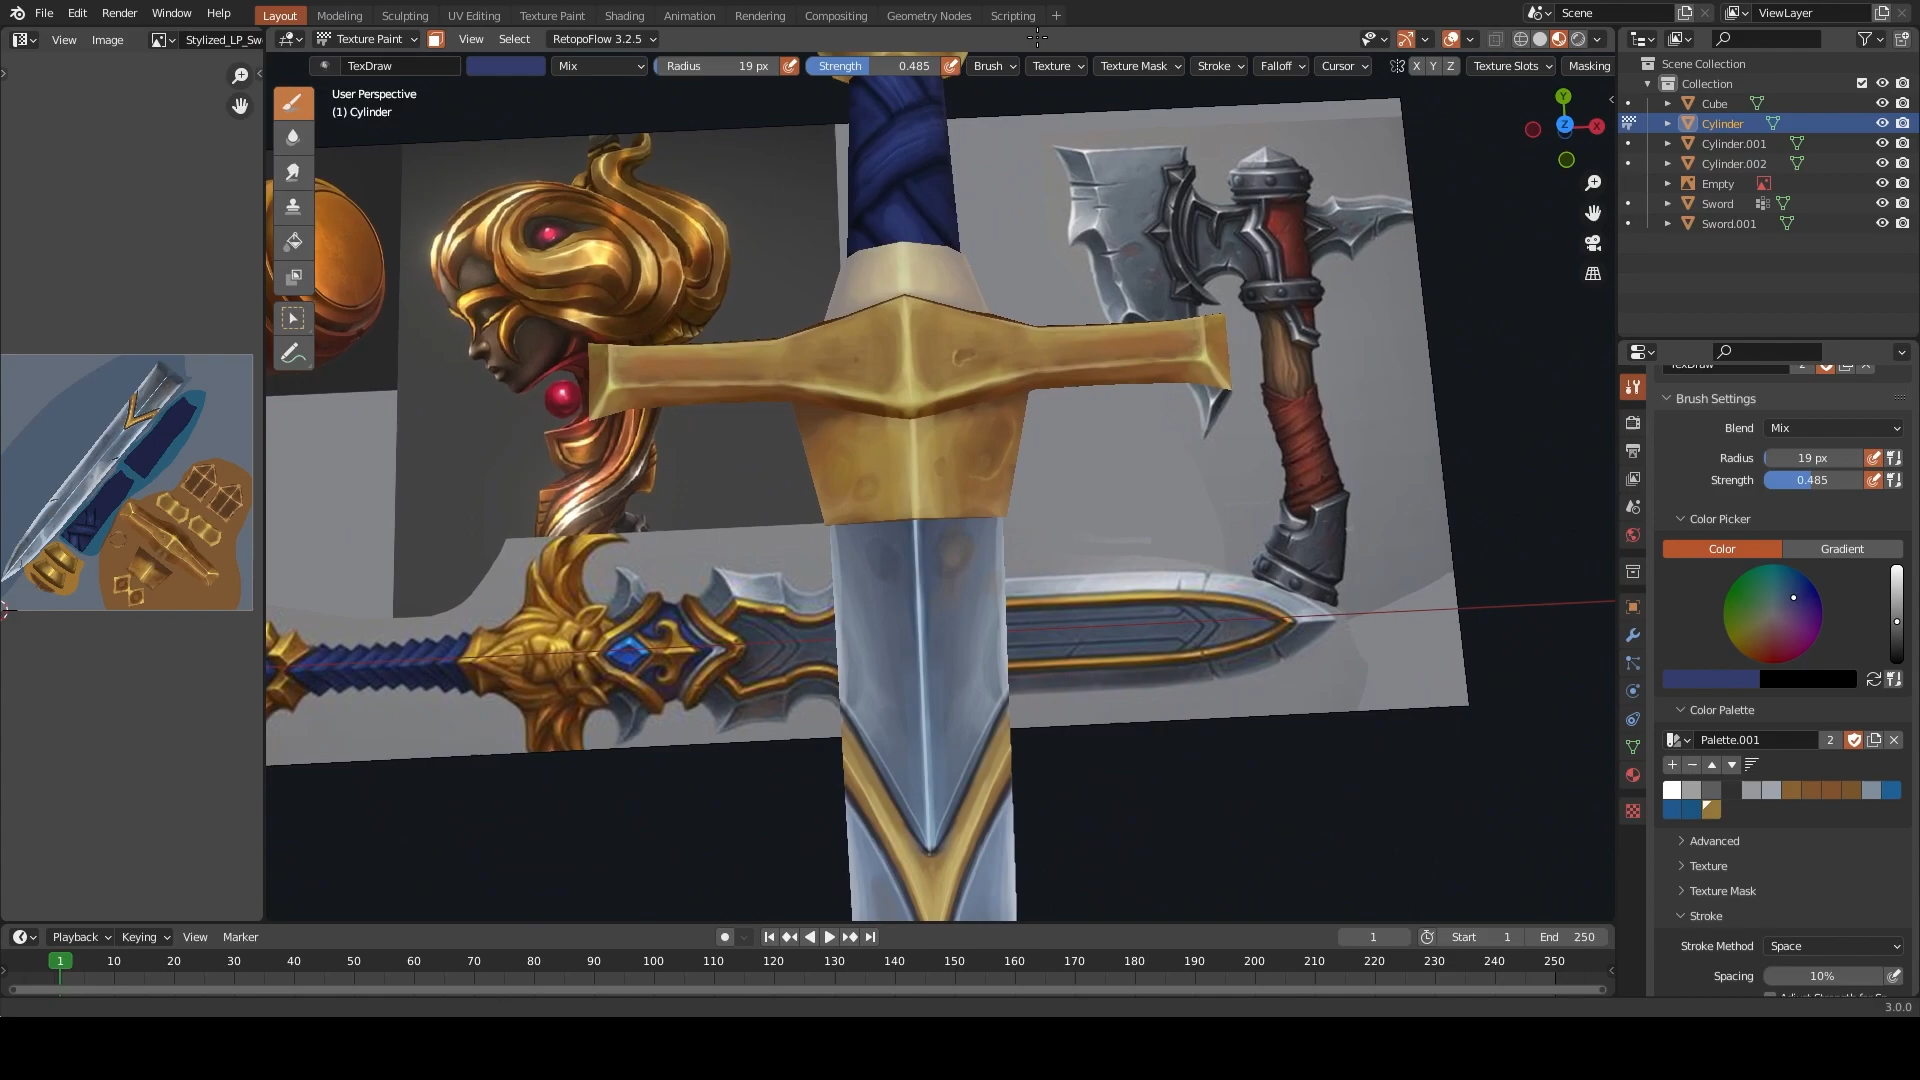 File Edit Render Window Help Layout Modeling Sculpting UV Editing Texture Paint Shading Animation Rendering Compositing Geometry Nodes Scripting + Scene ViewLayer
View Image Stylized_LP_Sw Texture Paint View Select RetopoFlow 3.2.5
TexDraw Mix Radius 19 px Strength 0.485 Brush Texture Texture Mask Stroke Falloff Cursor X Y Z Texture Slots Masking
User Perspective
(1) Cylinder
Y
Z
X
Scene Collection
Collection
Cube
Cylinder
Cylinder.001
Cylinder.002
Empty
Sword
Sword.001
TexDraw 2
Brush Settings
Blend Mix
Radius 19 px
Strength 0.485
Color Picker
Color Gradient
Color Palette
Palette.001 2
Advanced
Texture
Texture Mask
Stroke
Stroke Method Space
Spacing 10%
Playback Keying View Marker 1 Start 1 End 250
1 10 20 30 40 50 60 70 80 90 100 110 120 130 140 150 160 170 180 190 200 210 220 230 240 250
3.0.0